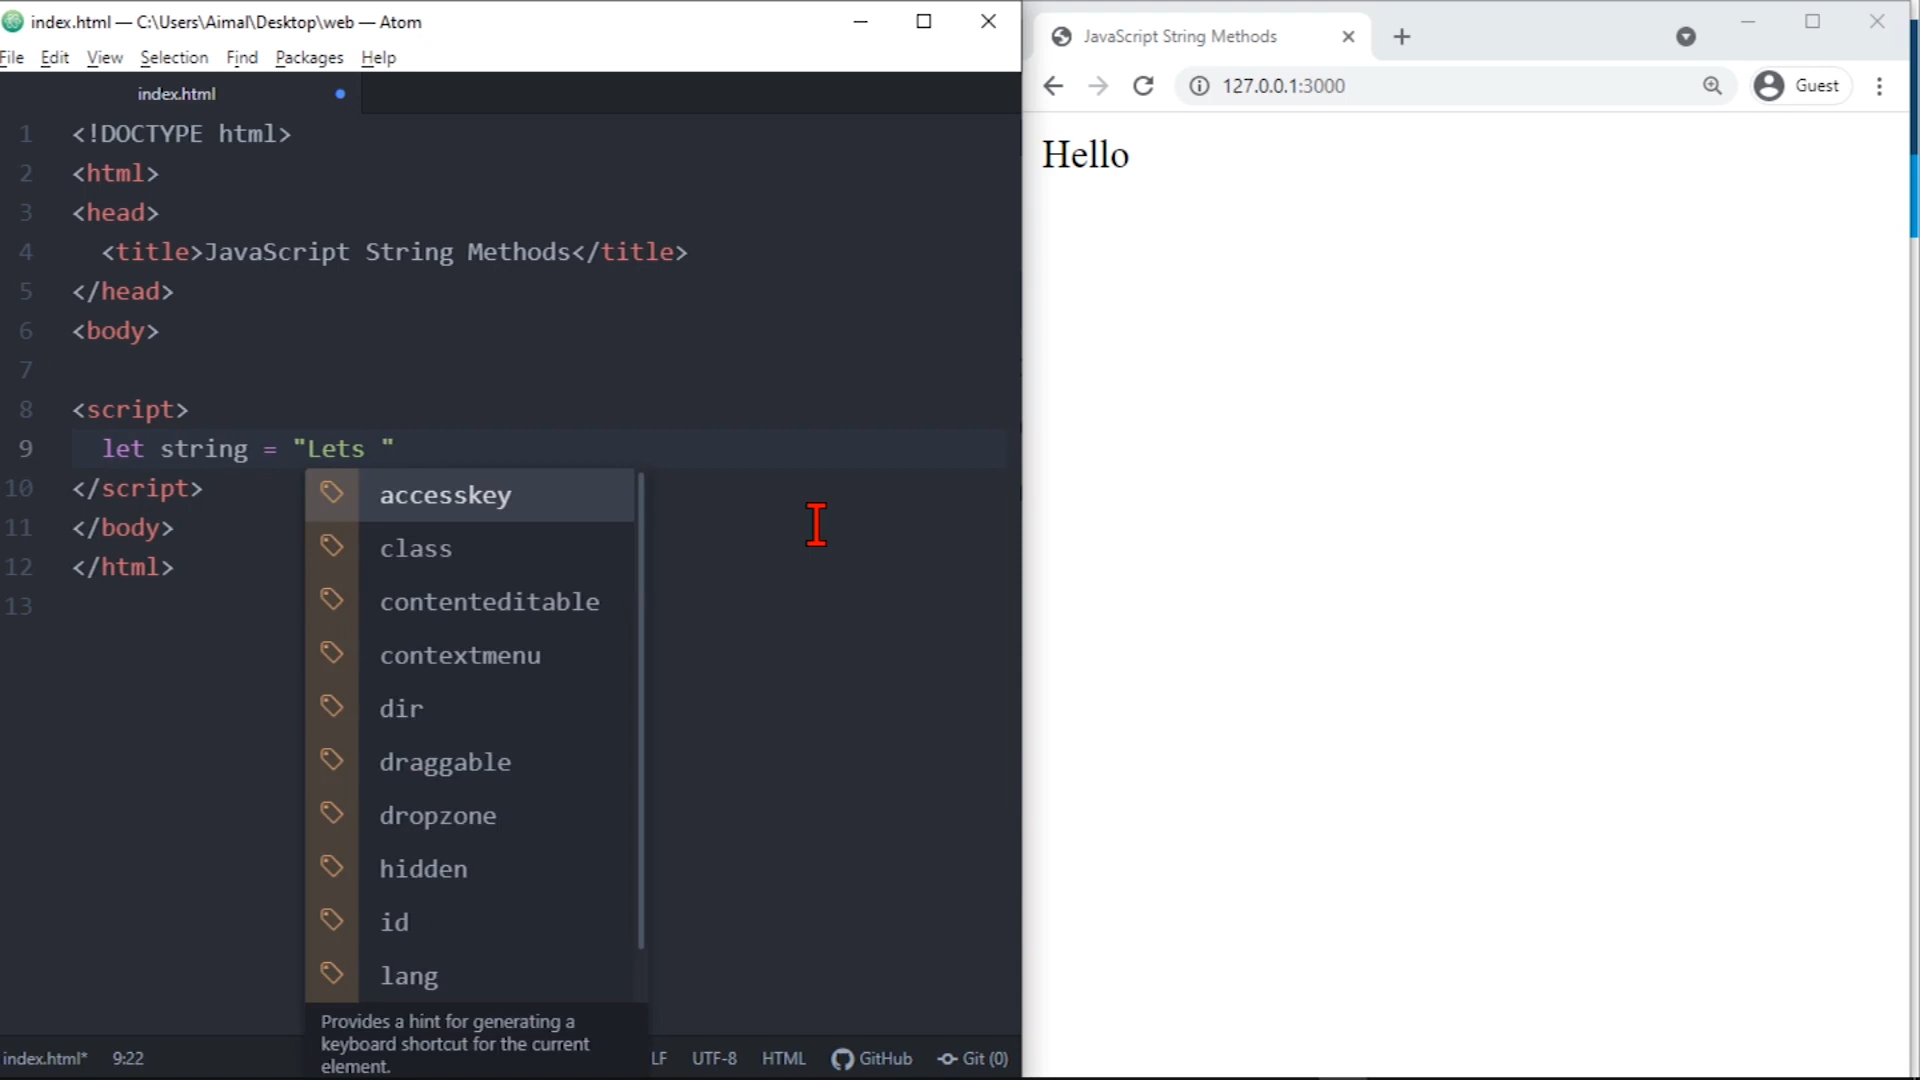 index.html — C:\Users\Aimal\Desktop\web — Atom
File Edit View Selection Find Packages Help
index.html
1 <!DOCTYPE html>
2 <html>
3 <head>
4 <title>JavaScript String Methods</title>
5 </head>
6 <body>
7
8 <script>
9 let string = "Lets "
10 </script>
11 </body>
12 </html>
13
accesskey
class
contenteditable
contextmenu
dir
draggable
dropzone
hidden
id
lang
Provides a hint for generating a
keyboard shortcut for the current
element.
index.html* 9:22 LF UTF-8 HTML GitHub Git (0)
JavaScript String Methods
127.0.0.1:3000 Guest
Hello